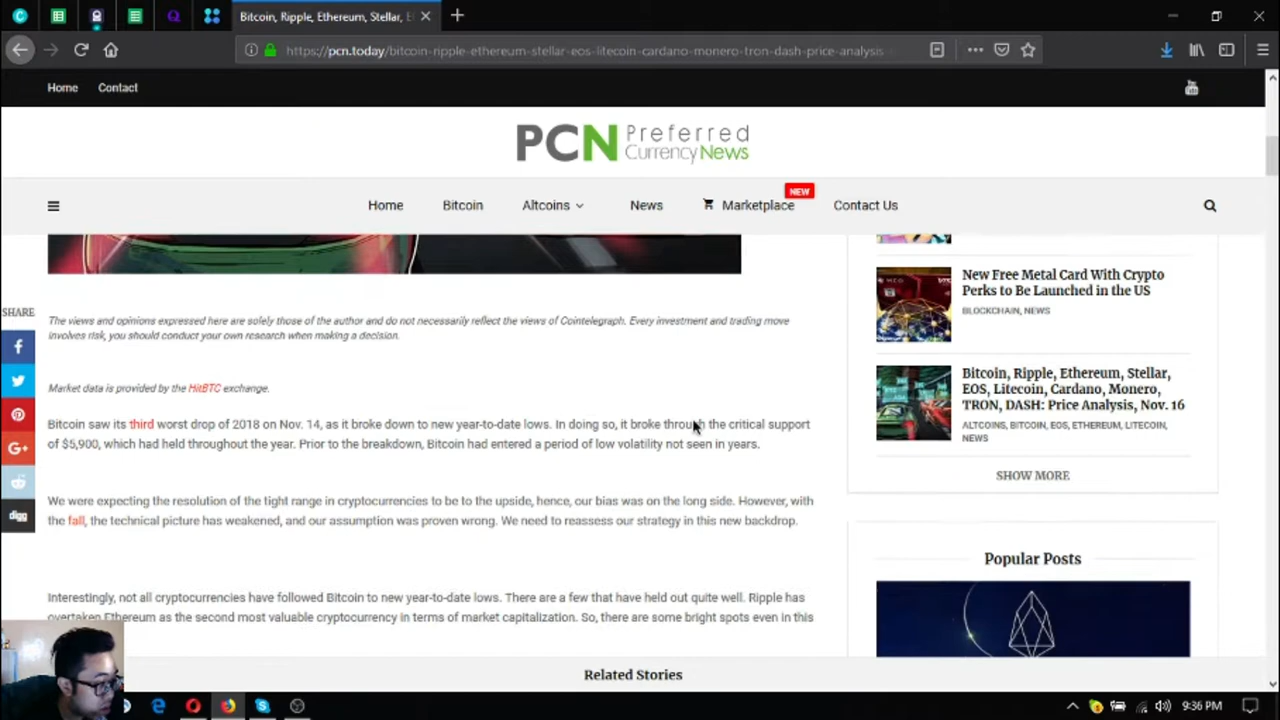 Bitcoin, Ripple, Ethereum, Stellar, E
https://pcn.today/bitcoin-ripple-ethereum-stellar-eos-litecoin-cardano-monero-tron-dash-price-analysis
Home Contact
PCN Preferred
Currency News
Home Bitcoin Altcoins News Marketplace NEW Contact Us
SHARE
The views and opinions expressed here are solely those of the author and do not necessarily reflect the views of Cointelegraph. Every investment and trading move
involves risk, you should conduct your own research when making a decision.
Market data is provided by the HitBTC exchange.
Bitcoin saw its third worst drop of 2018 on Nov. 14, as it broke down to new year-to-date lows. In doing so, it broke through the critical support
of $5,900, which had held throughout the year. Prior to the breakdown, Bitcoin had entered a period of low volatility not seen in years.
We were expecting the resolution of the tight range in cryptocurrencies to be to the upside, hence, our bias was on the long side. However, with
the fall, the technical picture has weakened, and our assumption was proven wrong. We need to reassess our strategy in this new backdrop.
Interestingly, not all cryptocurrencies have followed Bitcoin to new year-to-date lows. There are a few that have held out quite well. Ripple has
overtaken Ethereum as the second most valuable cryptocurrency in terms of market capitalization. So, there are some bright spots even in this
G+
digg
New Free Metal Card With Crypto
Perks to Be Launched in the US
BLOCKCHAIN, NEWS
Bitcoin, Ripple, Ethereum, Stellar,
EOS, Litecoin, Cardano, Monero,
TRON, DASH: Price Analysis, Nov. 16
ALTCOINS, BITCOIN, EOS, ETHEREUM, LITECOIN,
NEWS
SHOW MORE
Popular Posts
Related Stories
9:36 PM